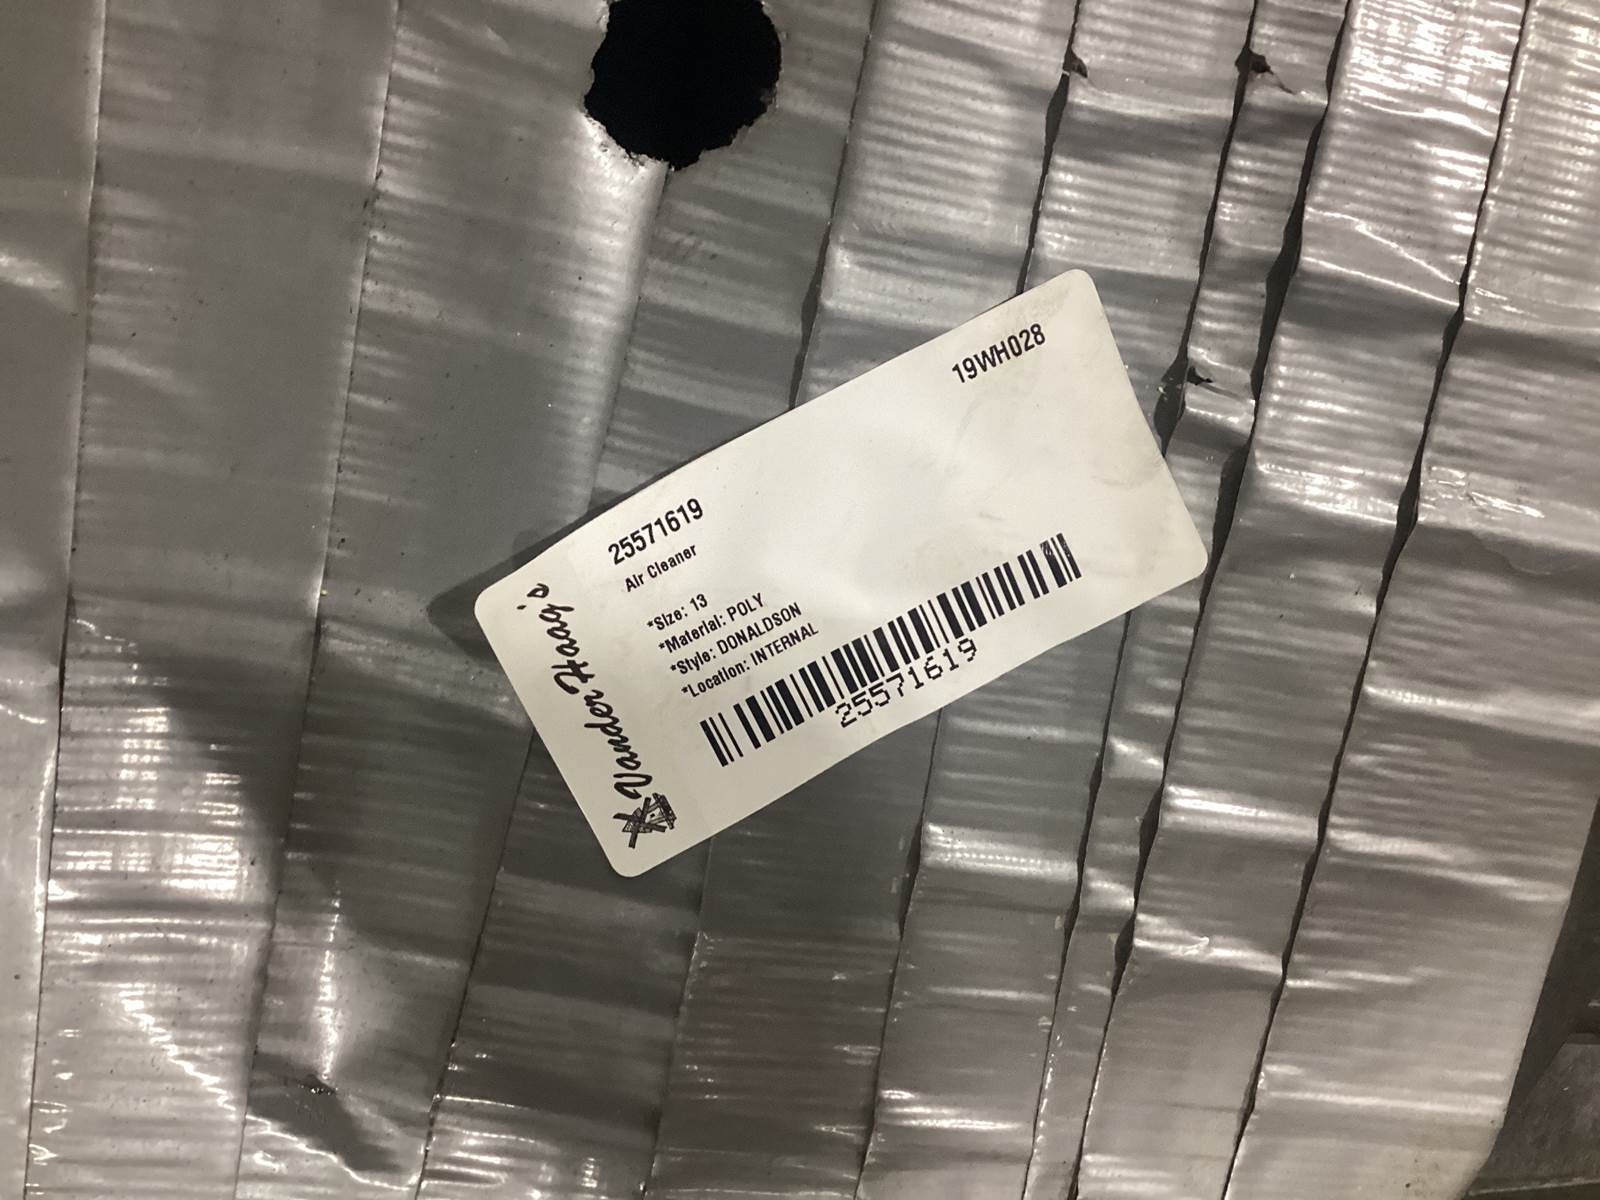 19WH028
25571619
Air Cleaner
*Size: 13
*Material: POLY
*Style: DONALDSON
*Location: INTERNAL
25571619
Vander Haag's